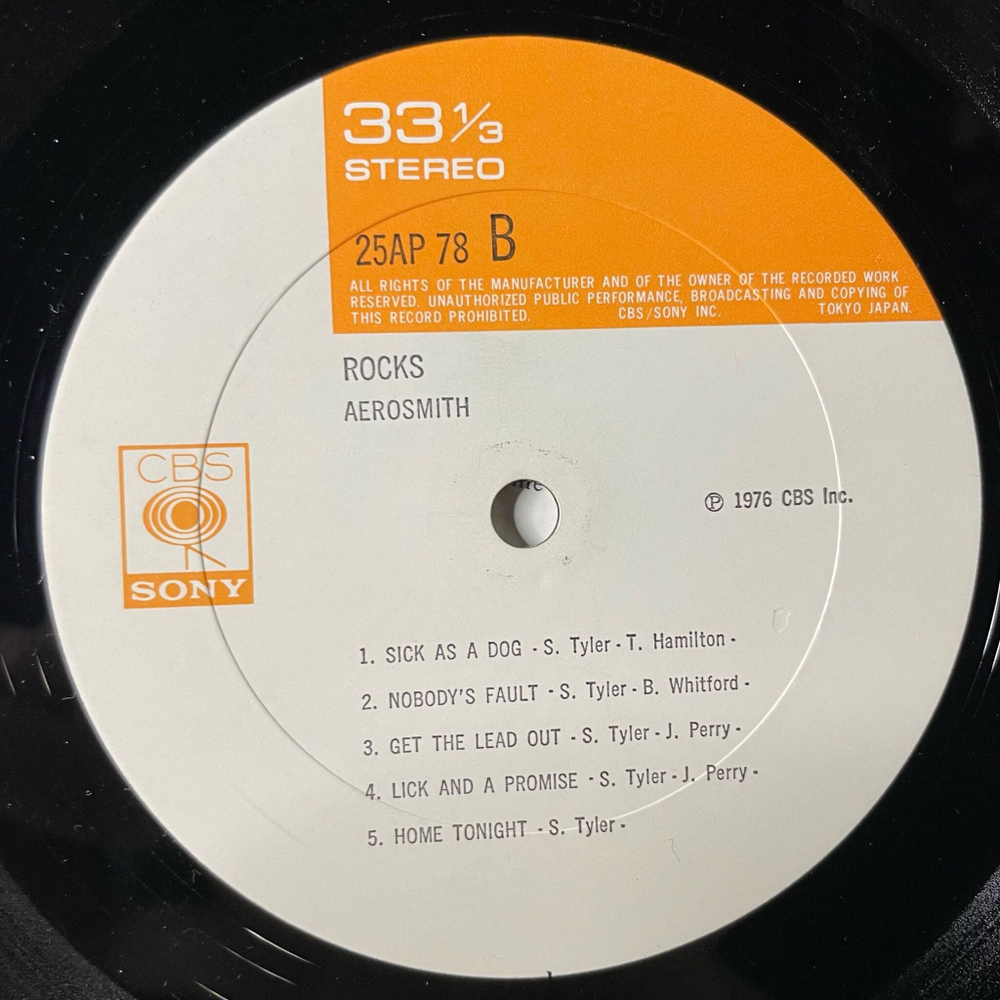 33 1/3
STEREO
25AP 78 B
ALL RIGHTS OF THE MANUFACTURER AND OF THE OWNER OF THE RECORDED WORK
RESERVED. UNAUTHORIZED PUBLIC PERFORMANCE, BROADCASTING AND COPYING OF
THIS RECORD PROHIBITED. CBS/SONY INC. TOKYO JAPAN.
ROCKS
AEROSMITH
CBS
SONY
℗ 1976 CBS Inc.
1. SICK AS A DOG - S. Tyler - T. Hamilton -
2. NOBODY'S FAULT - S. Tyler - B. Whitford -
3. GET THE LEAD OUT - S. Tyler - J. Perry -
4. LICK AND A PROMISE - S. Tyler - J. Perry -
5. HOME TONIGHT - S. Tyler -